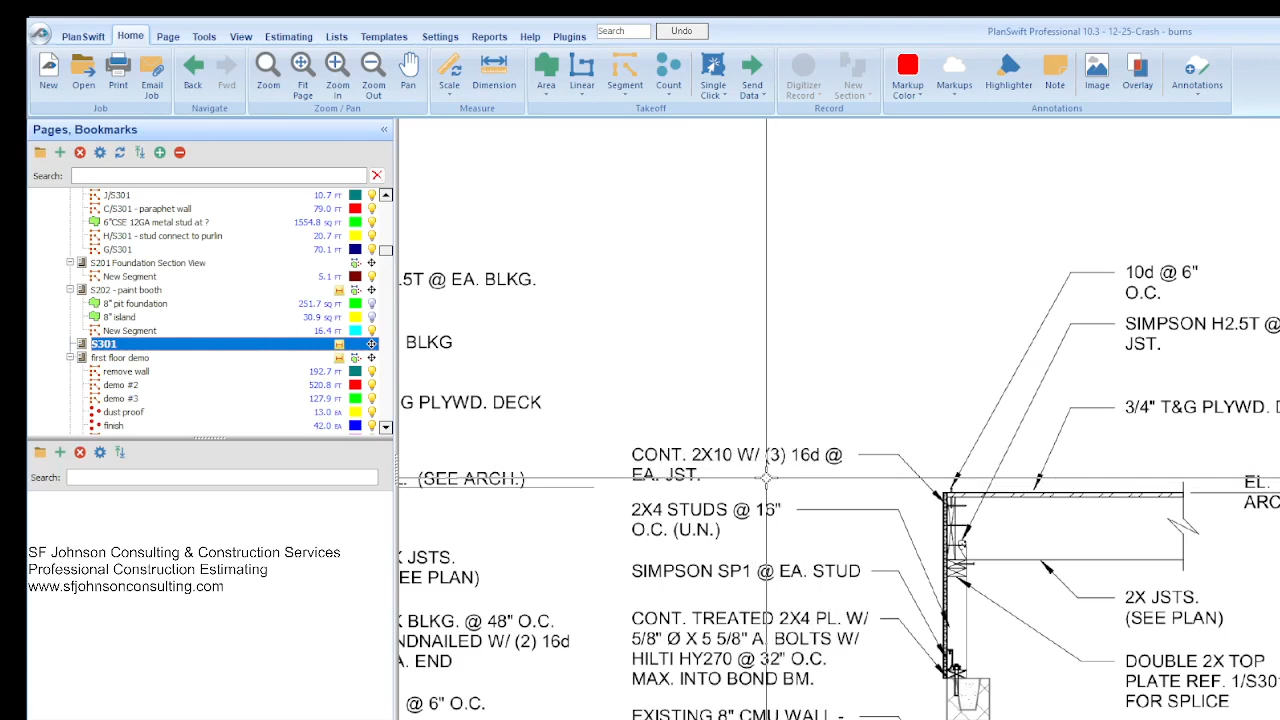 PlanSwift Home Page Tools View Estimating Lists Templates Settings Reports Help Plugins Search Undo PlanSwift Professional 10.3 - 12-25-Crash - burns
New Open Print Email Job Back Fwd Zoom Fit Page Zoom In Zoom Out Pan Scale Dimension Area Linear Segment Count Single Click Send Data Digitizer Record New Section Markup Color Markups Highlighter Note Image Overlay Annotations
Job Navigate Zoom / Pan Measure Takeoff Record Annotations
Pages, Bookmarks
Search:
J/S301 10.7 FT
C/S301 - paraphet wall 79.0 FT
6"CSE 12GA metal stud at ? 1554.8 SQ FT
H/S301 - stud connect to purlin 20.7 FT
G/S301 70.1 FT
S201 Foundation Section View
New Segment 5.1 FT
S202 - paint booth
8" pit foundation 251.7 SQ FT
8" island 30.9 SQ FT
New Segment 16.4 FT
S301
first floor demo
remove wall 192.7 FT
demo #2 520.8 FT
demo #3 127.9 FT
dust proof 13.0 EA
finish 42.0 EA
Search:
SF Johnson Consulting & Construction Services
Professional Construction Estimating
www.sfjohnsonconsulting.com
.5T @ EA. BLKG.
BLKG
G PLYWD. DECK
(SEE ARCH.)
JSTS.
(SEE PLAN)
BLKG. @ 48" O.C.
NDNAILED W/ (2) 16d
A. END
@ 6" O.C.
CONT. 2X10 W/ (3) 16d @
EA. JST.
2X4 STUDS @ 16"
O.C. (U.N.)
SIMPSON SP1 @ EA. STUD
CONT. TREATED 2X4 PL. W/
5/8" Ø X 5 5/8" A. BOLTS W/
HILTI HY270 @ 32" O.C.
MAX. INTO BOND BM.
EXISTING 8" CMU WALL -
10d @ 6"
O.C.
SIMPSON H2.5T @
JST.
3/4" T&G PLYWD. D
EL.
ARC
2X JSTS.
(SEE PLAN)
DOUBLE 2X TOP
PLATE REF. 1/S30
FOR SPLICE